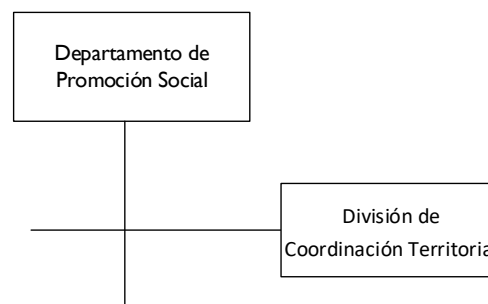 Departamento de
Promoción Social
División de
Coordinación Territoria